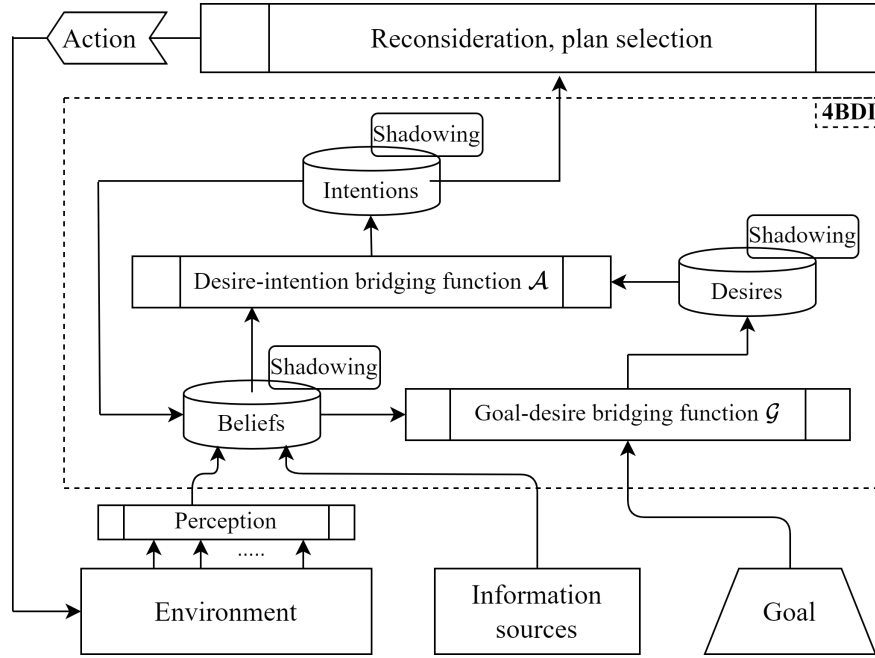 Action
Reconsideration, plan selection
4BDI
Shadowing
Intentions
Shadowing
Desire-intention bridging function 𝒜
Desires
Shadowing
Beliefs
Goal-desire bridging function 𝒢
Perception
.....
Environment
Information
sources
Goal